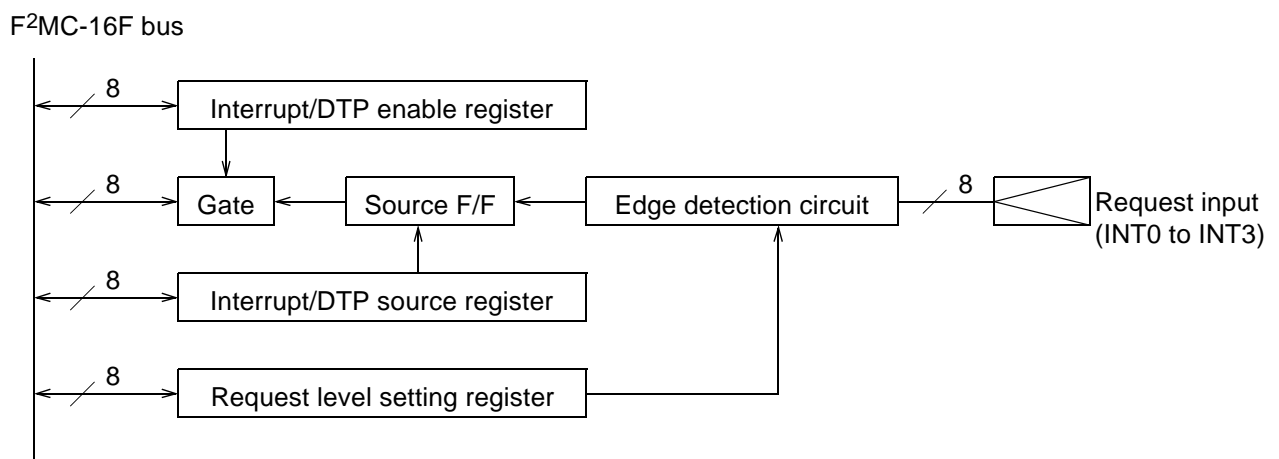 F²MC-16F bus
8
Interrupt/DTP enable register
8
Gate
Source F/F
Edge detection circuit
8
Request input
(INT0 to INT3)
8
Interrupt/DTP source register
8
Request level setting register